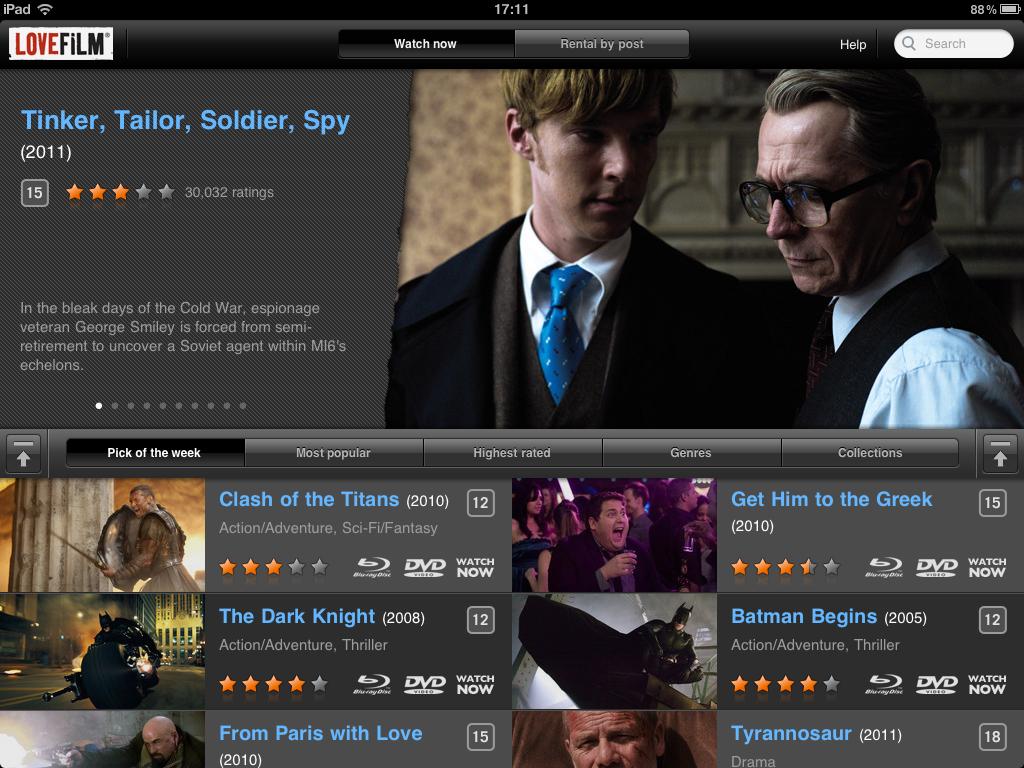 iPad
17:11
88%
LOVEFiLM
Watch now
Rental by post
Help
Search
Tinker, Tailor, Soldier, Spy
(2011)
15
30,032 ratings
In the bleak days of the Cold War, espionage
veteran George Smiley is forced from semi-
retirement to uncover a Soviet agent within MI6's
echelons.
Pick of the week
Most popular
Highest rated
Genres
Collections
Clash of the Titans (2010)
12
Action/Adventure, Sci-Fi/Fantasy
Blu-ray Disc
DVD
VIDEO
WATCH
NOW
Get Him to the Greek
(2010)
15
Blu-ray Disc
DVD
VIDEO
WATCH
NOW
The Dark Knight (2008)
12
Action/Adventure, Thriller
Blu-ray Disc
DVD
VIDEO
WATCH
NOW
Batman Begins (2005)
12
Action/Adventure, Thriller
Blu-ray Disc
DVD
VIDEO
WATCH
NOW
From Paris with Love
(2010)
15
Tyrannosaur (2011)
18
Drama